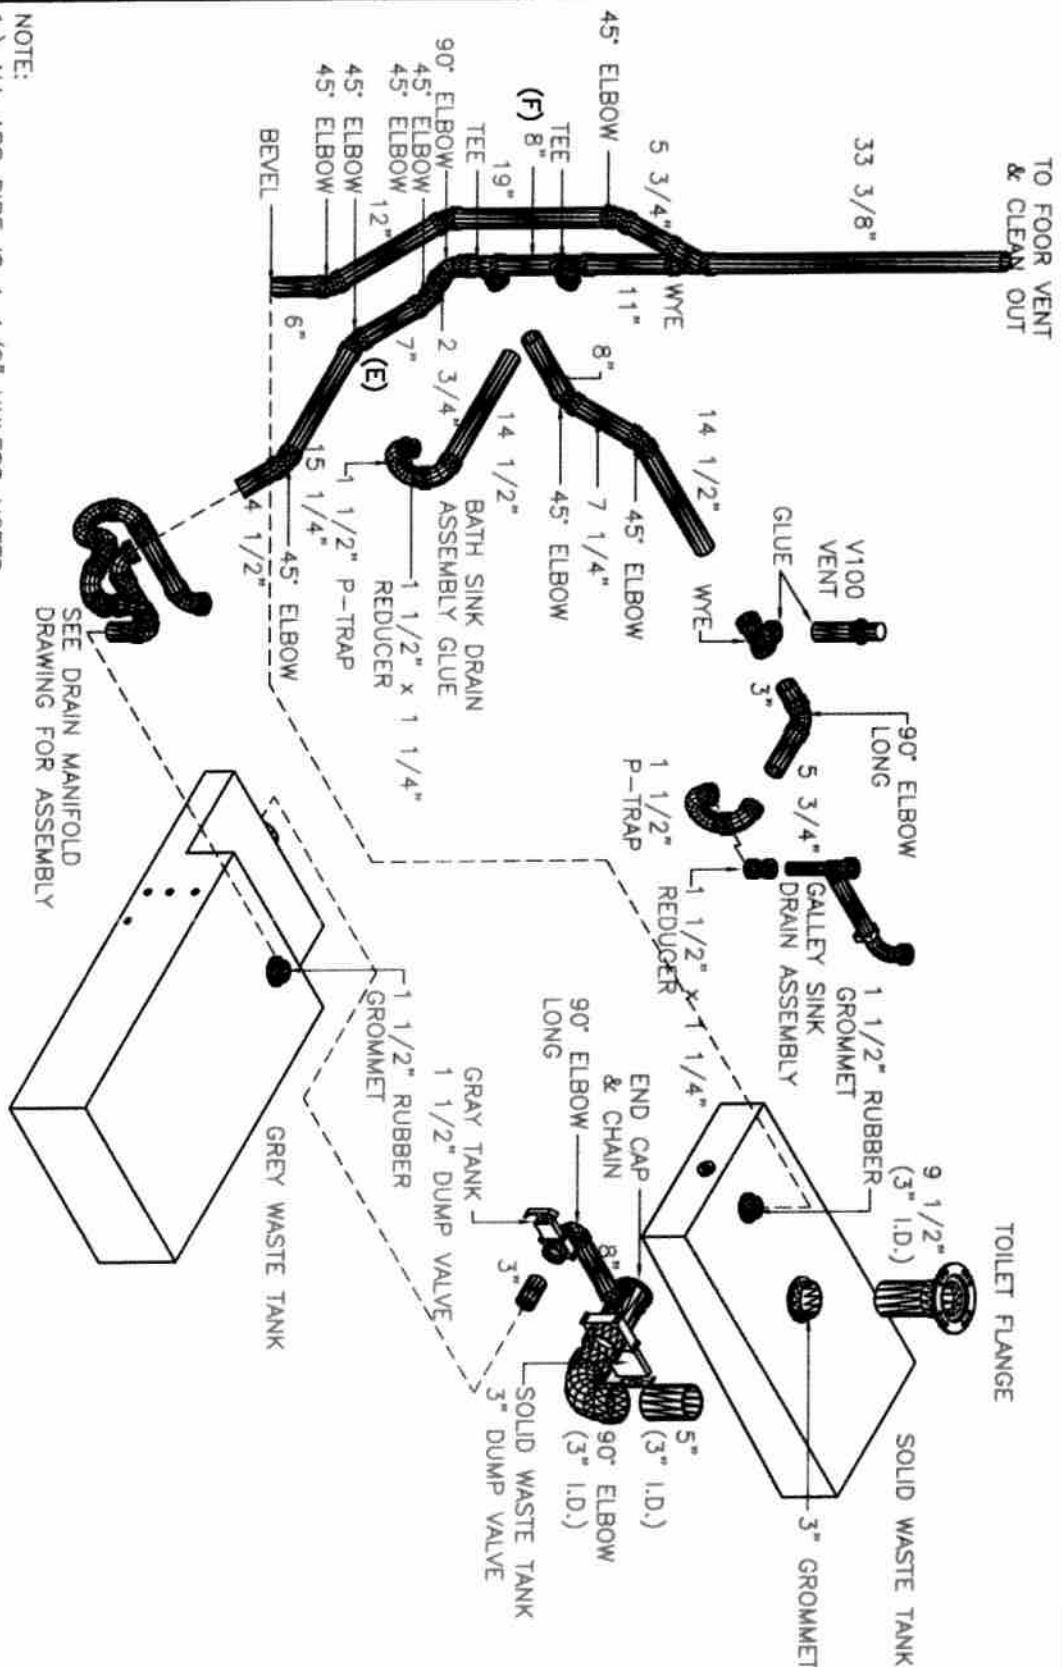 TO FOOR VENT
& CLEAN OUT
33 3/8"
5 3/4"
45° ELBOW
WYE
11"
TEE
(F) 8"
19"
TEE
90° ELBOW
45° ELBOW
45° ELBOW
45° ELBOW
45° ELBOW
12"
BEVEL
6"
7"
2 3/4"
(E)
15 1/4"
45° ELBOW
4 1/2"
8"
14 1/2"
45° ELBOW
7 1/4"
45° ELBOW
14 1/2"
BATH SINK DRAIN
ASSEMBLY GLUE
1 1/2" x 1 1/4"
REDUCER
1 1/2" P-TRAP
V100
VENT
GLUE
WYE
3"
90° ELBOW
LONG
5 3/4"
1 1/2"
P-TRAP
GALLEY SINK
DRAIN ASSEMBLY
1 1/2" x 1 1/4"
REDUCER
1 1/2" RUBBER
GROMMET
9 1/2"
(3" I.D.)
TOILET FLANGE
SOLID WASTE TANK
3" GROMMET
END CAP
& CHAIN
90° ELBOW
LONG
8"
GRAY TANK
1 1/2" DUMP VALVE
3"
5"
(3" I.D.)
90° ELBOW
(3" I.D.)
SOLID WASTE TANK
3" DUMP VALVE
1 1/2" RUBBER
GROMMET
GREY WASTE TANK
SEE DRAIN MANIFOLD
DRAWING FOR ASSEMBLY
NOTE: